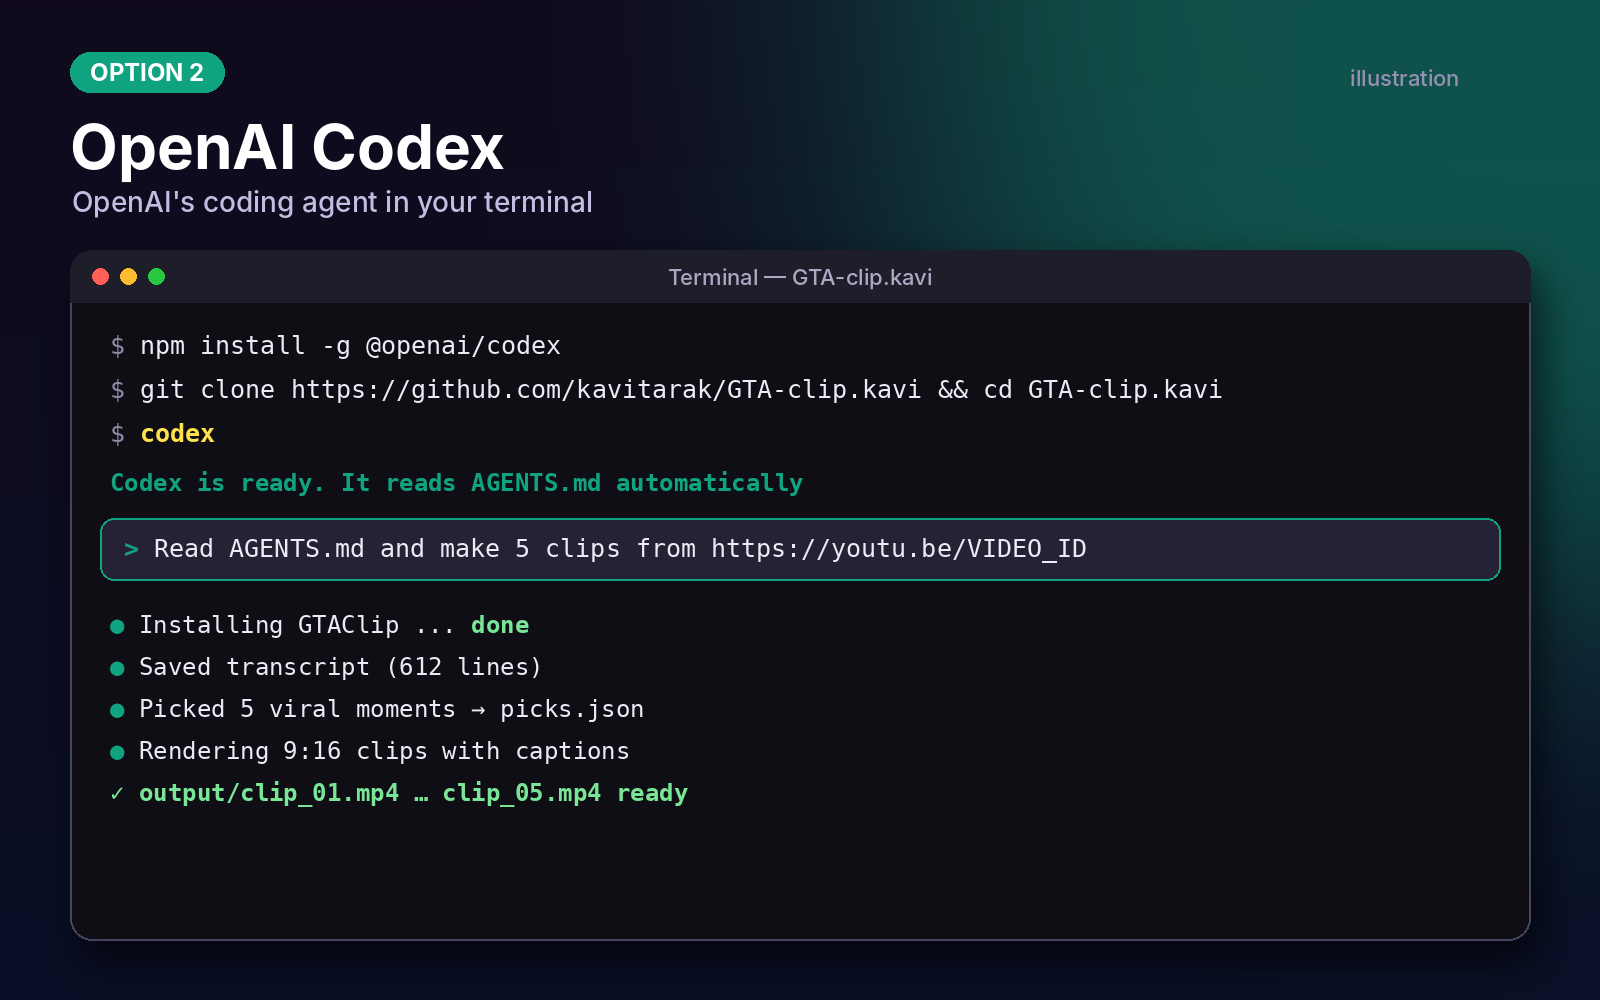 OPTION 2
illustration
OpenAI Codex
OpenAI's coding agent in your terminal
Terminal — GTA-clip.kavi
$ npm install -g @openai/codex
$ git clone https://github.com/kavitarak/GTA-clip.kavi && cd GTA-clip.kavi
$ codex
Codex is ready. It reads AGENTS.md automatically
> Read AGENTS.md and make 5 clips from https://youtu.be/VIDEO_ID
● Installing GTAClip ... done
● Saved transcript (612 lines)
● Picked 5 viral moments → picks.json
● Rendering 9:16 clips with captions
✓ output/clip_01.mp4 … clip_05.mp4 ready